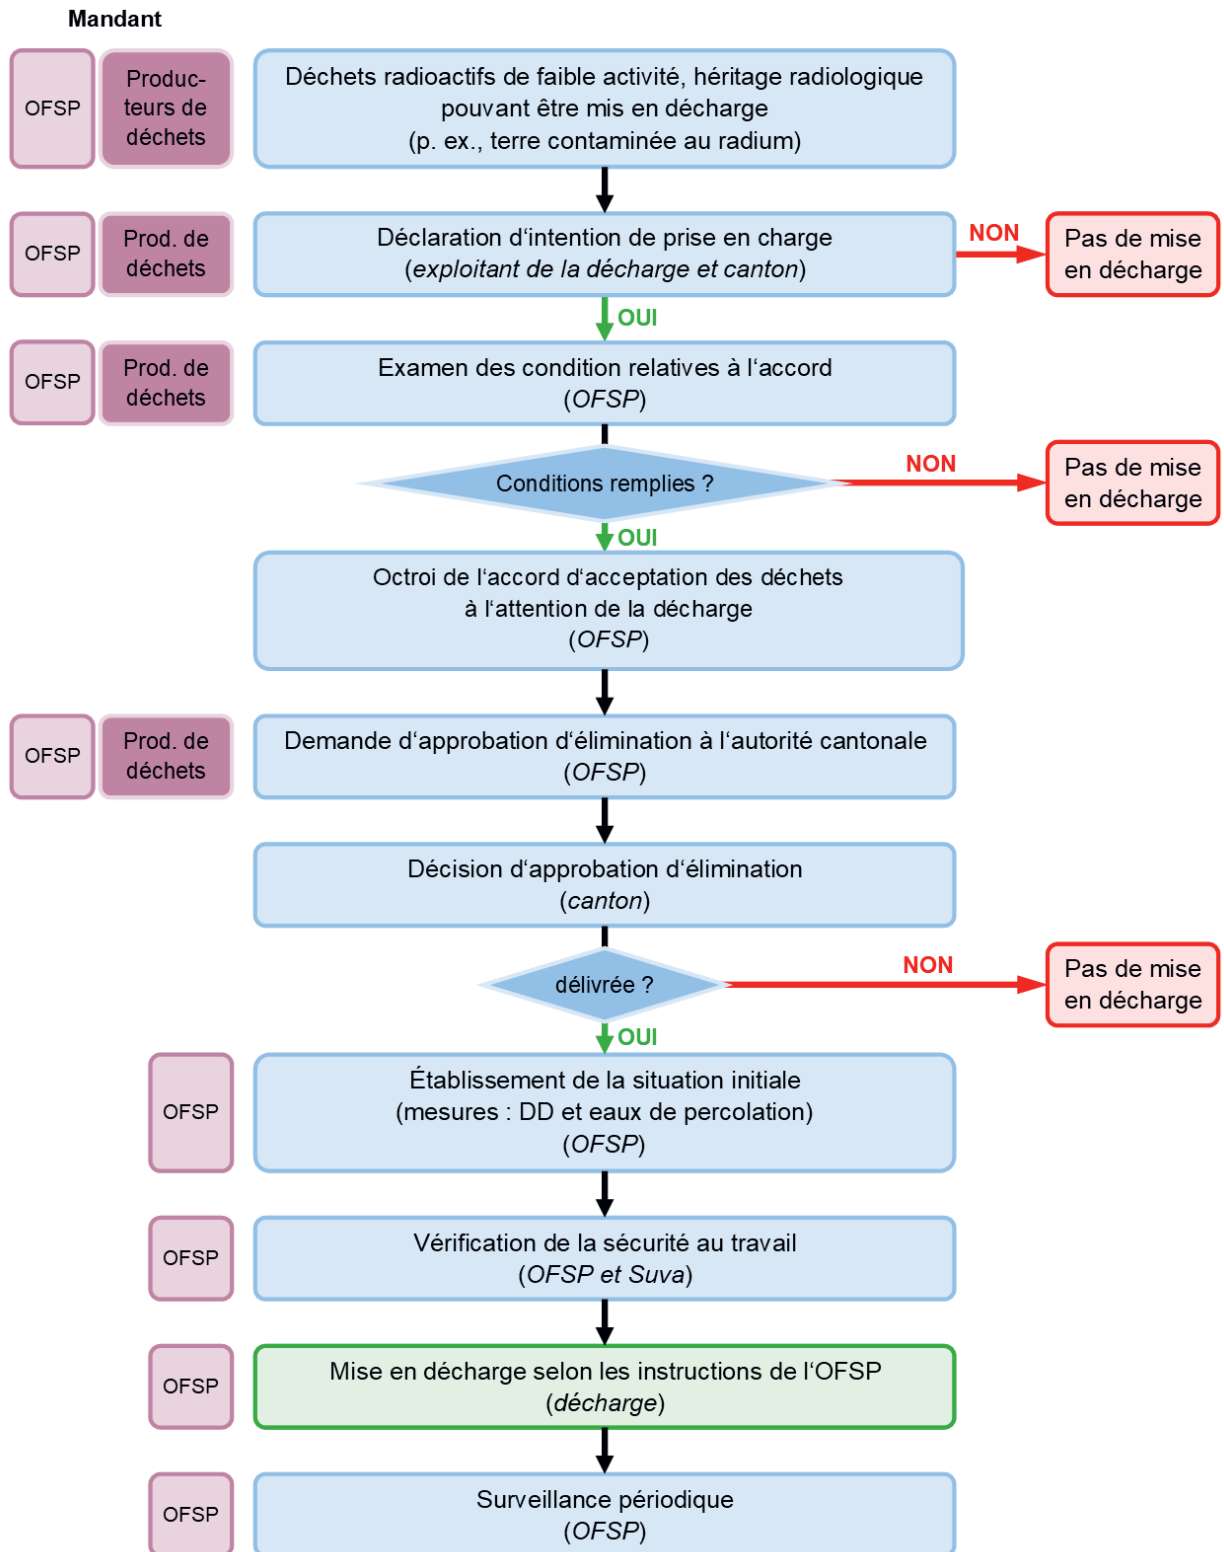 Mandant
OFSP
Produc-
teurs de
déchets
Déchets radioactifs de faible activité, héritage radiologique
pouvant être mis en décharge
(p. ex., terre contaminée au radium)
OFSP
Prod. de
déchets
Déclaration d‘intention de prise en charge
(exploitant de la décharge et canton)
NON
Pas de mise
en décharge
OUI
OFSP
Prod. de
déchets
Examen des condition relatives à l‘accord
(OFSP)
Conditions remplies ?
NON
Pas de mise
en décharge
OUI
Octroi de l‘accord d‘acceptation des déchets
à l‘attention de la décharge
(OFSP)
OFSP
Prod. de
déchets
Demande d‘approbation d‘élimination à l‘autorité cantonale
(OFSP)
Décision d‘approbation d‘élimination
(canton)
délivrée ?
NON
Pas de mise
en décharge
OUI
OFSP
Établissement de la situation initiale
(mesures : DD et eaux de percolation)
(OFSP)
OFSP
Vérification de la sécurité au travail
(OFSP et Suva)
OFSP
Mise en décharge selon les instructions de l‘OFSP
(décharge)
OFSP
Surveillance périodique
(OFSP)